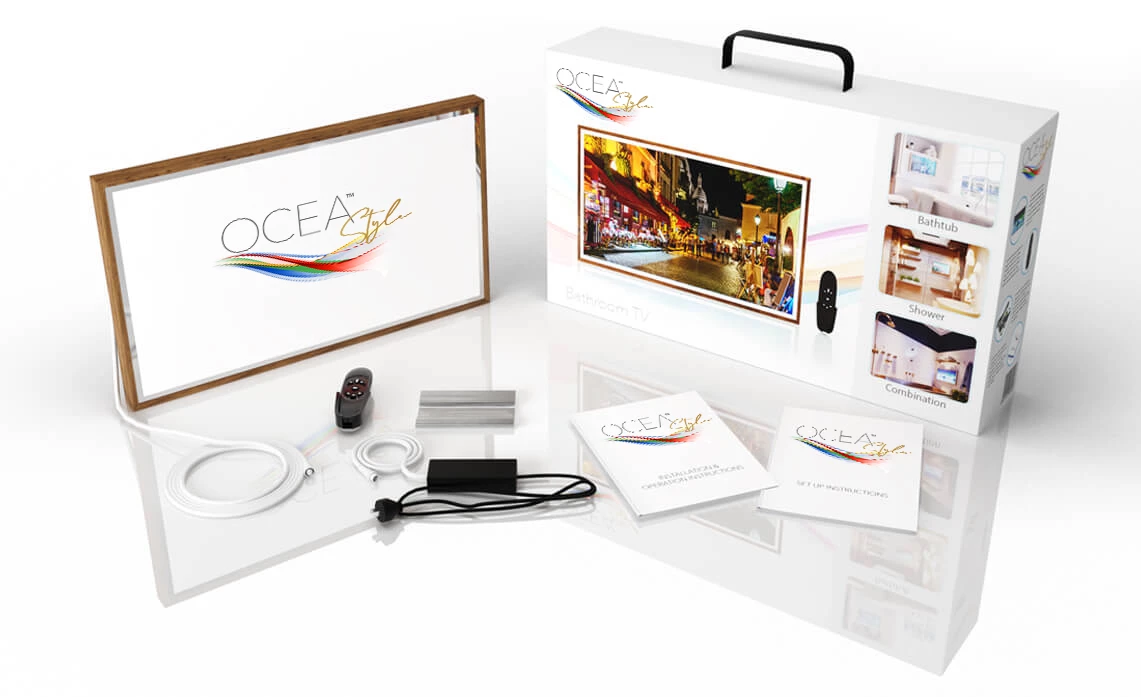 OCEA™
Style
OCEA™
Style
Bathroom TV
Bathtub
Shower
Combination
OCEA™
Style
INSTALLATION &
OPERATION INSTRUCTIONS
OCEA™
Style
SET UP INSTRUCTIONS